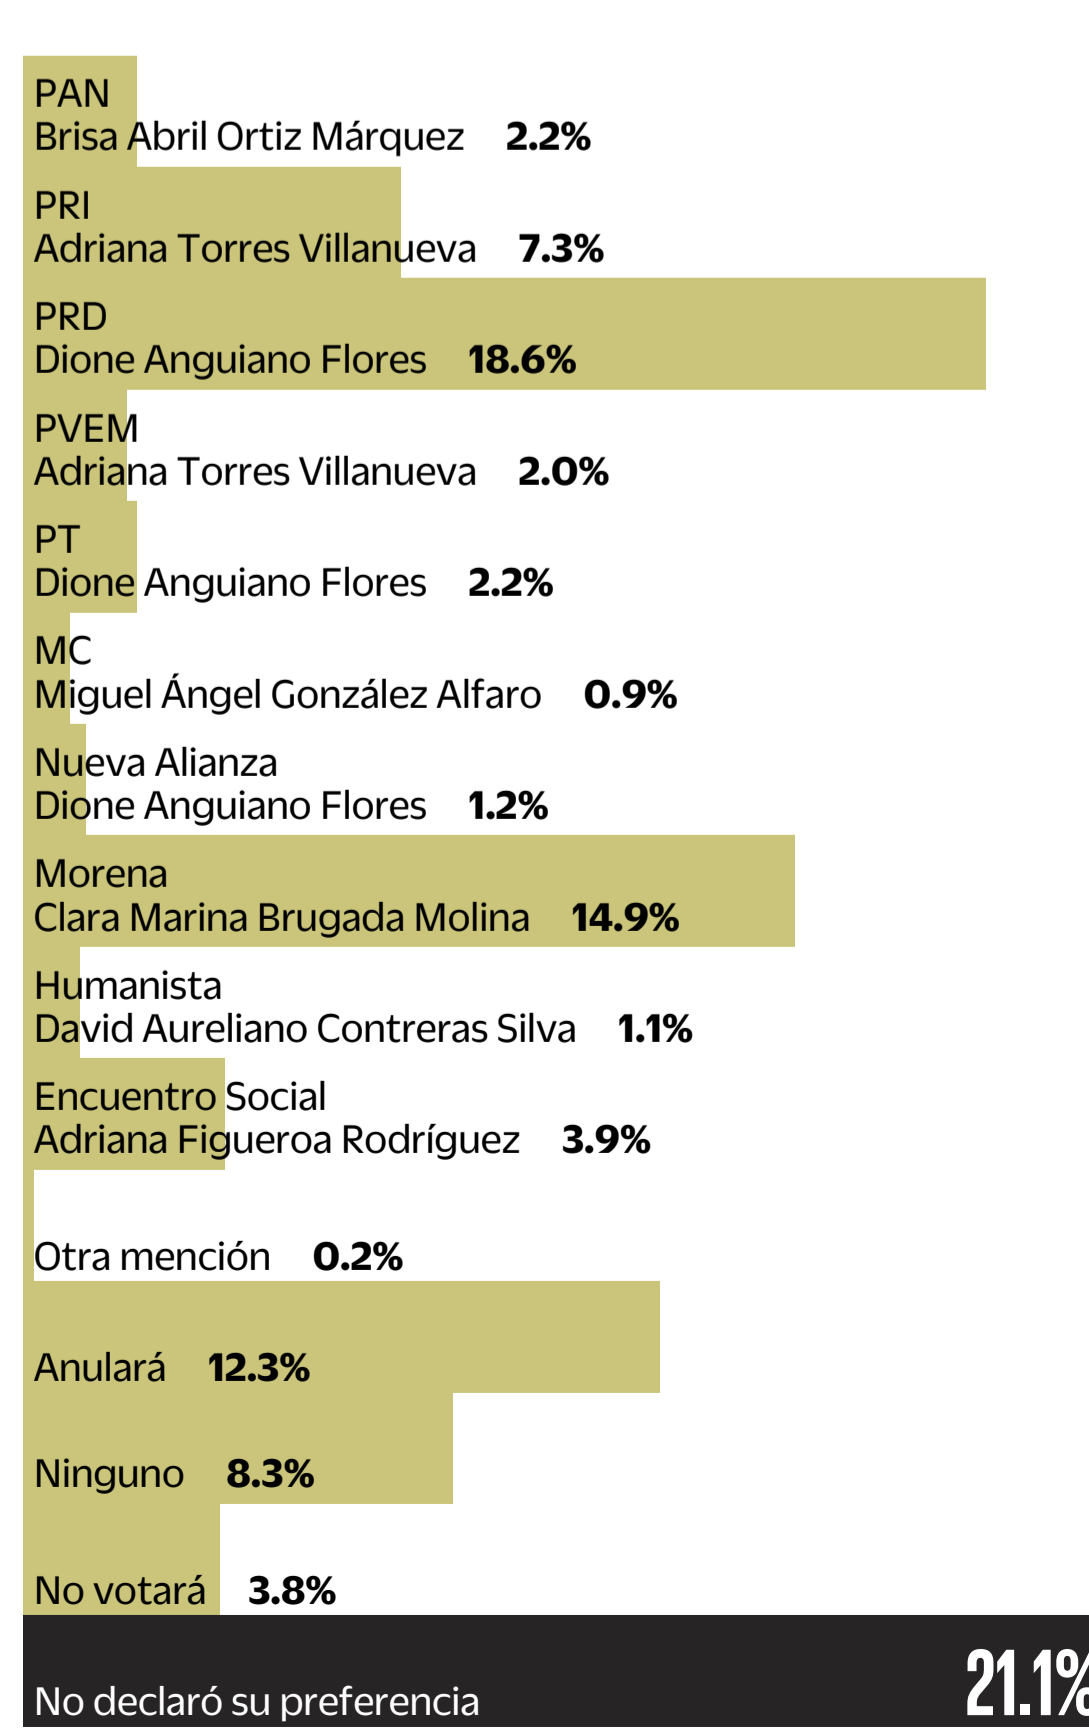 PAN
Brisa Abril Ortiz Márquez 2.2%
PRI
Adriana Torres Villanueva 7.3%
PRD
Dione Anguiano Flores 18.6%
PVEM
Adriana Torres Villanueva 2.0%
PT
Dione Anguiano Flores 2.2%
MC
Miguel Ángel González Alfaro 0.9%
Nueva Alianza
Dione Anguiano Flores 1.2%
Morena
Clara Marina Brugada Molina 14.9%
Humanista
David Aureliano Contreras Silva 1.1%
Encuentro Social
Adriana Figueroa Rodríguez 3.9%
Otra mención 0.2%
Anulará 12.3%
Ninguno 8.3%
No votará 3.8%
No declaró su preferencia 21.1%